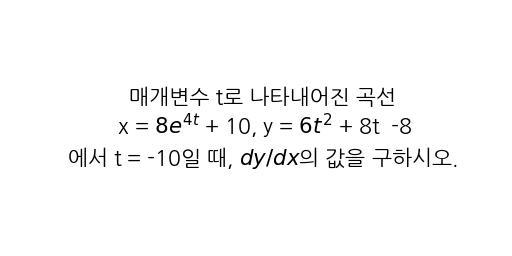 매개변수 t로 나타내어진 곡선
x = 8e^{4t} + 10, y = 6t^2 + 8t -8
에서 t = -10일 때, dy/dx의 값을 구하시오.